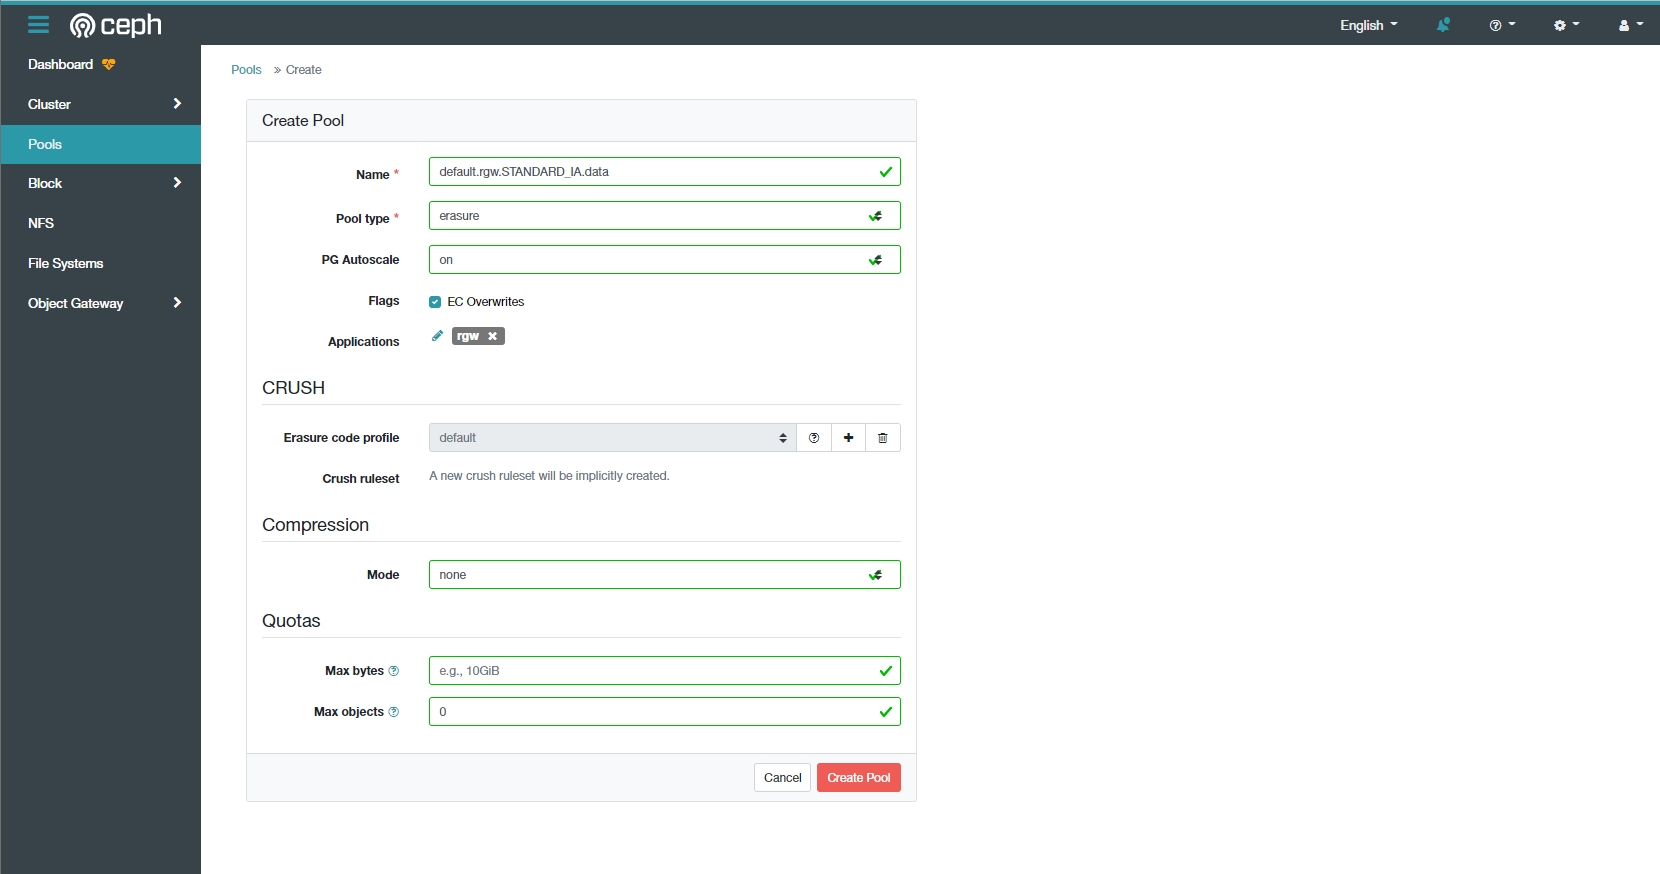 ceph
English
Dashboard
Cluster
Pools
Block
NFS
File Systems
Object Gateway
Pools » Create
Create Pool
Name *
default.rgw.STANDARD_IA.data
Pool type *
erasure
PG Autoscale
on
Flags
EC Overwrites
Applications
rgw
CRUSH
Erasure code profile
default
Crush ruleset
A new crush ruleset will be implicitly created.
Compression
Mode
none
Quotas
Max bytes
e.g., 10GiB
Max objects
0
Cancel
Create Pool